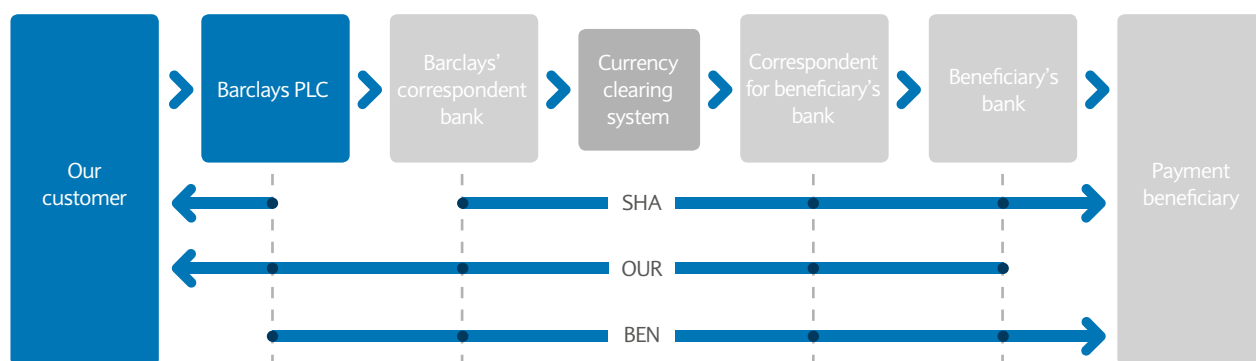 Our
customer
Barclays PLC
Barclays’
correspondent
bank
Currency
clearing
system
Correspondent
for beneficiary’s
bank
Beneficiary’s
bank
Payment
beneficiary
SHA
OUR
BEN